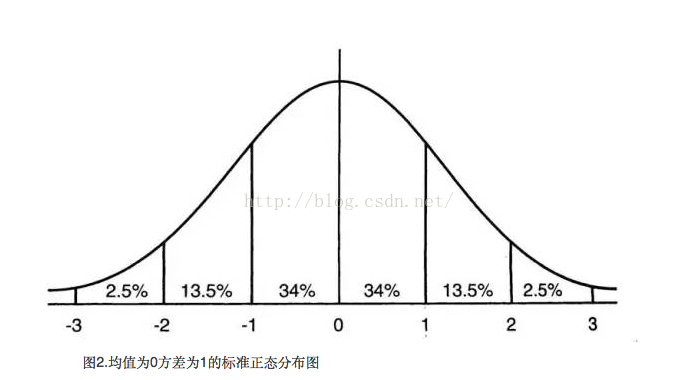 http://blog.csdn.net/
2.5% 13.5% 34% 34% 13.5% 2.5%
-3 -2 -1 0 1 2 3
图2.均值为0方差为1的标准正态分布图